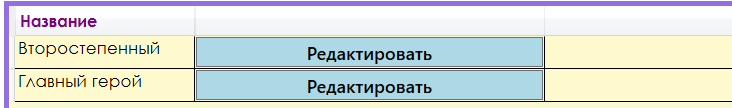 Название
Второстепенный Редактировать
Главный герой Редактировать